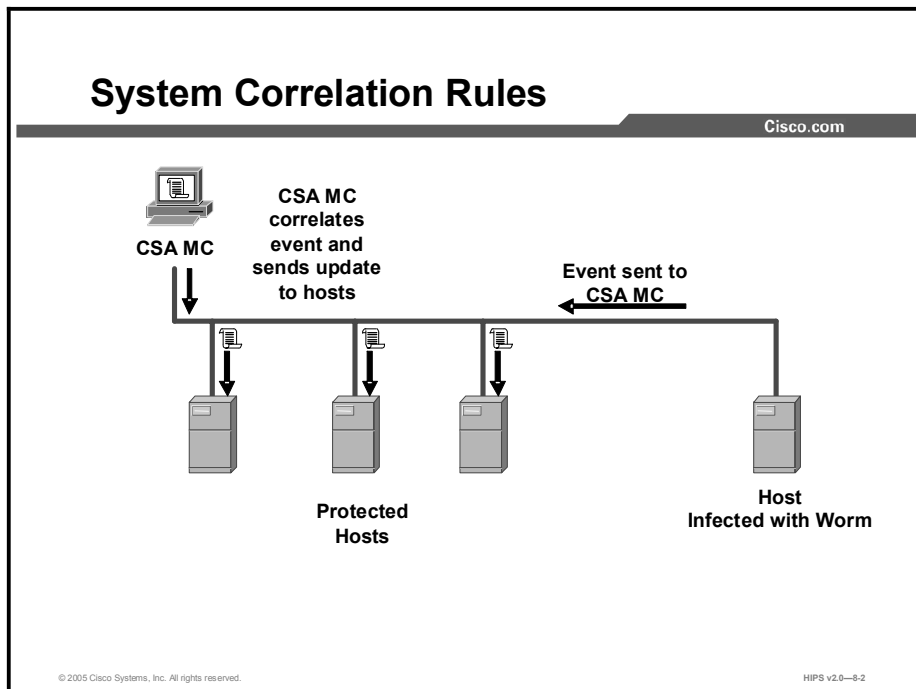 System Correlation Rules
Cisco.com
CSA MC
CSA MC
correlates
event and
sends update
to hosts
Event sent to
CSA MC
Protected
Hosts
Host
Infected with Worm
© 2005 Cisco Systems, Inc. All rights reserved.
HIPS v2.0—8-2